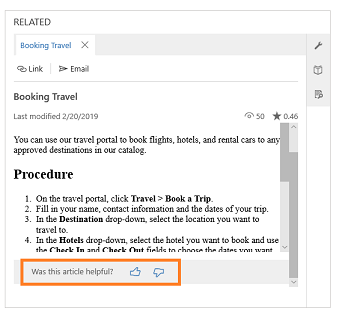 RELATED
Booking Travel
Link Email
Booking Travel
Last modified 2/20/2019 50 0.46
You can use our travel portal to book flights, hotels, and rental cars to any
approved destinations in our catalog.
Procedure
1. On the travel portal, click Travel > Book a Trip.
2. Fill in your name, contact information and the dates of your trip.
3. In the Destination drop-down, select the location you want to
travel to.
4. In the Hotels drop-down, select the hotel you want to book and use
the Check In and Check Out fields to choose the dates you want
Was this article helpful?